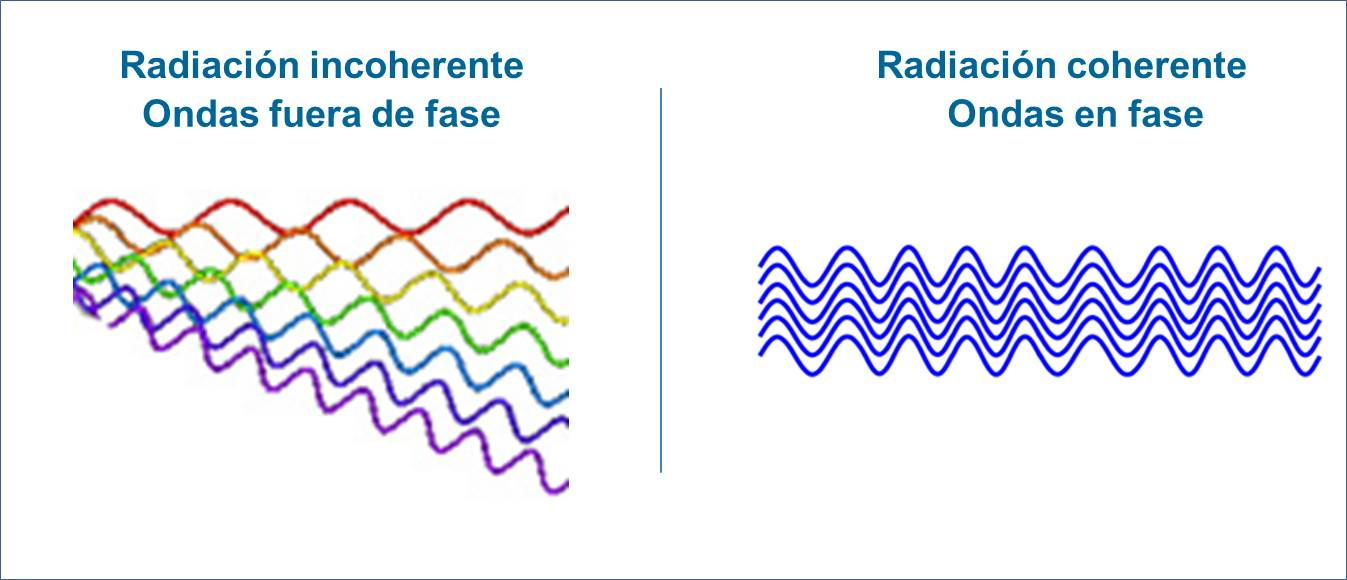 Radiación incoherente
Ondas fuera de fase
Radiación coherente
Ondas en fase